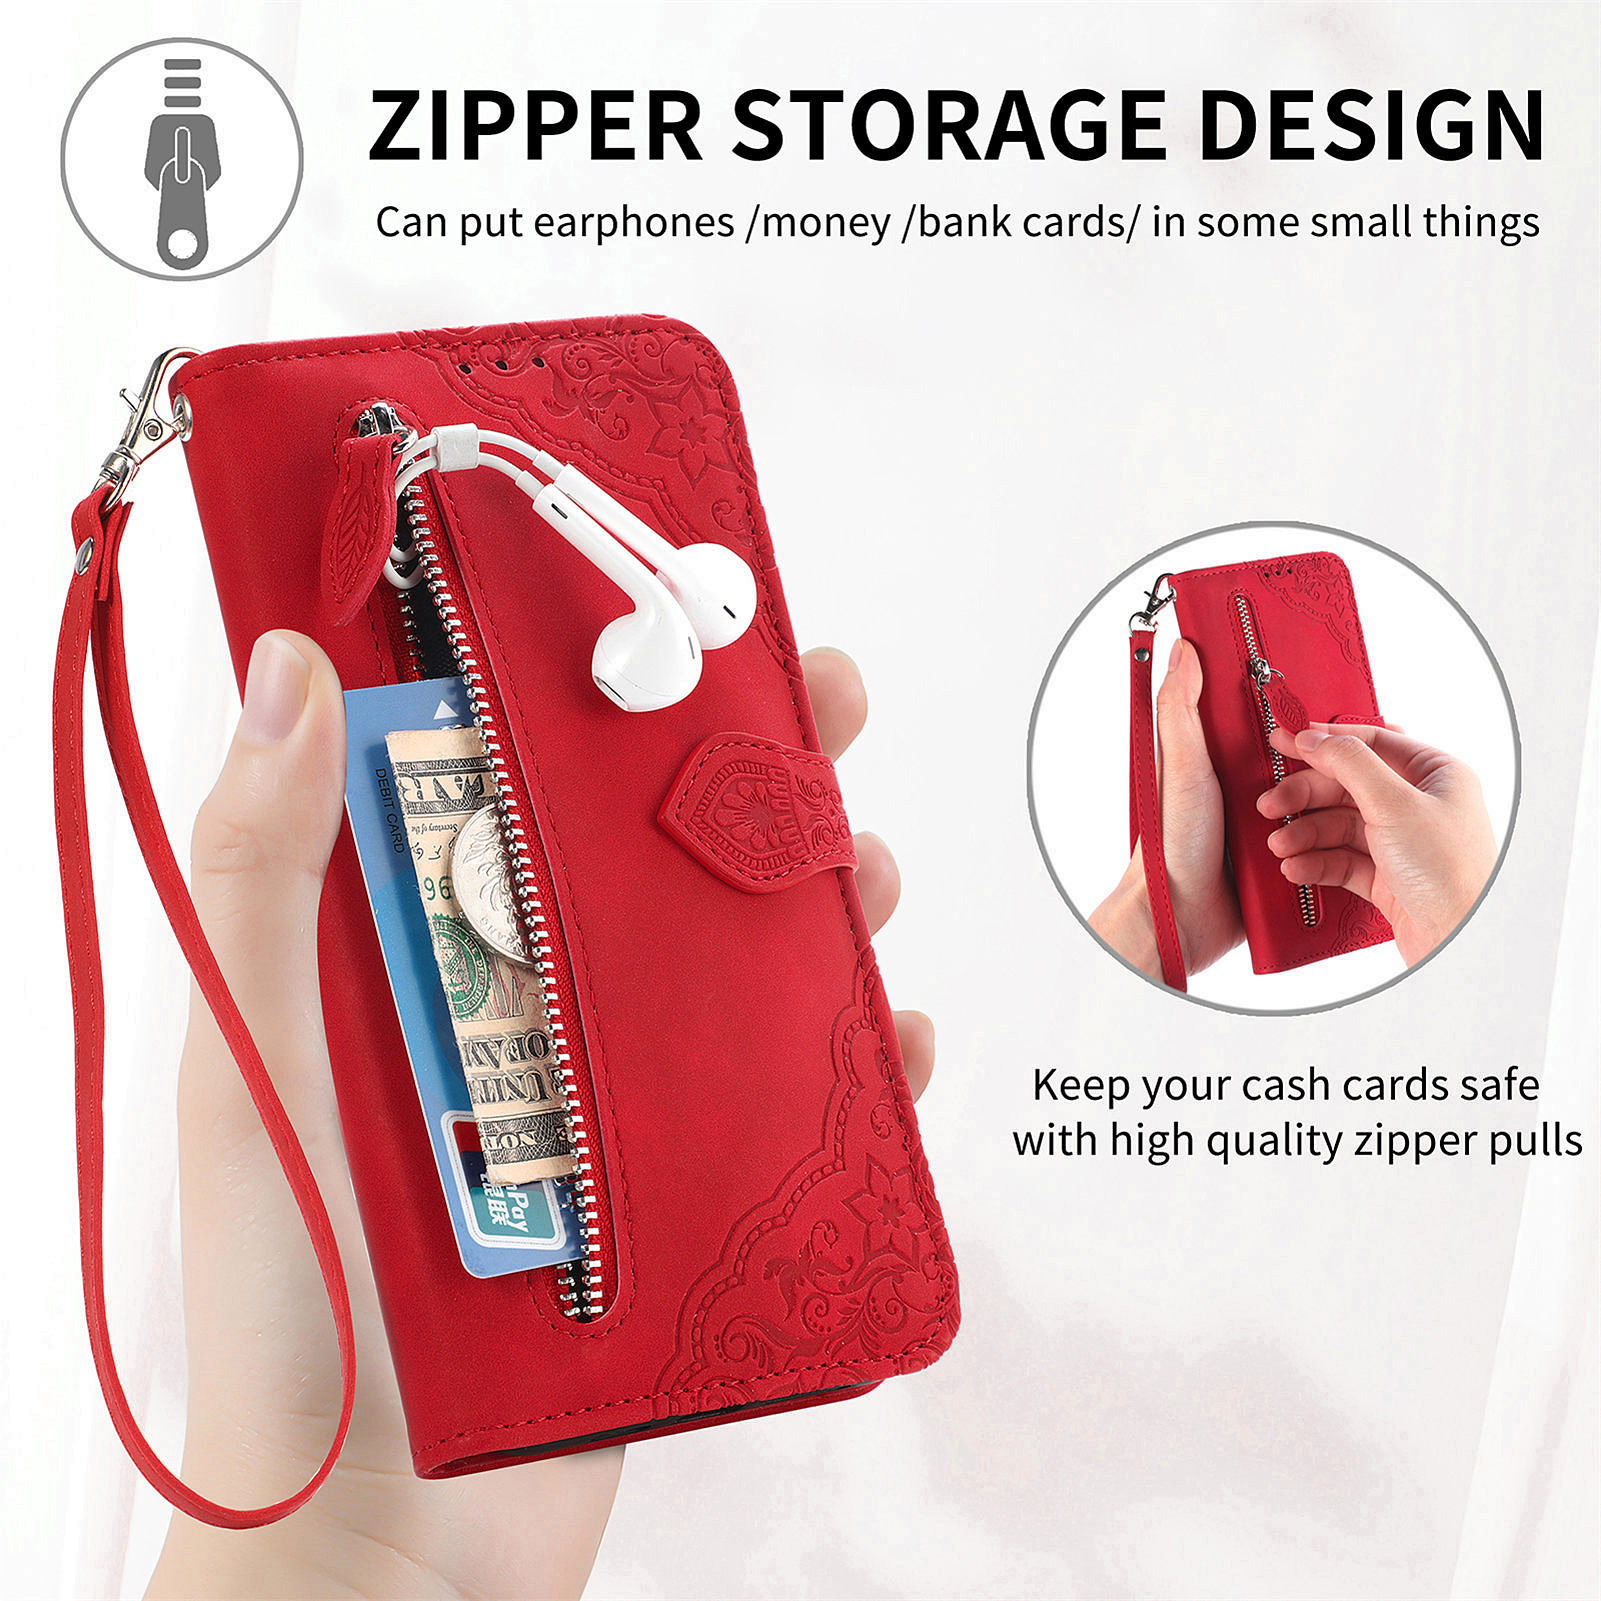 ZIPPER STORAGE DESIGN
Can put earphones /money /bank cards/ in some small things
DEBIT CARD
96
Keep your cash cards safe
with high quality zipper pulls